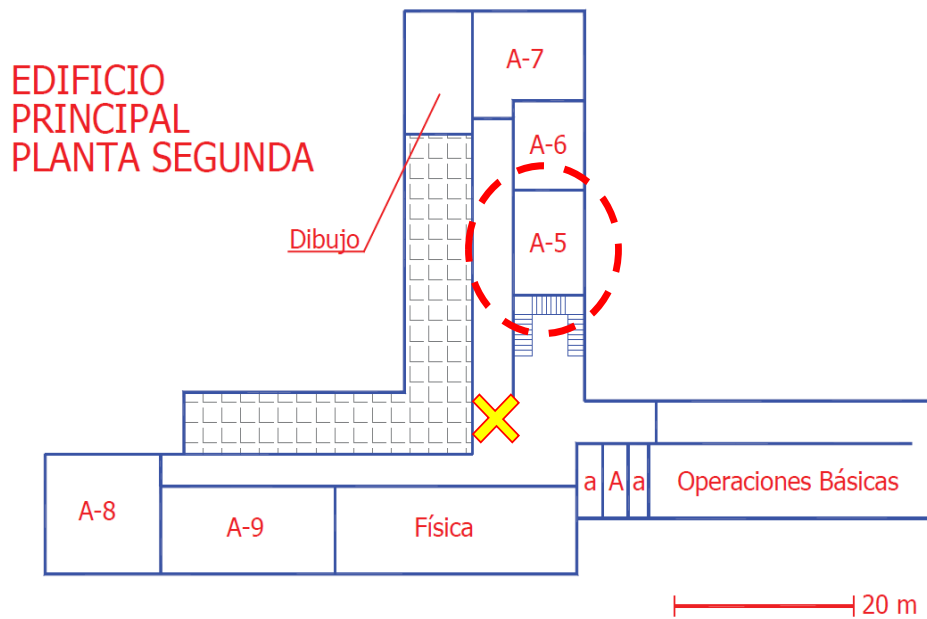 EDIFICIO
PRINCIPAL
PLANTA SEGUNDA
A-7
A-6
Dibujo
A-5
A-8
A-9
Física
a
A
a
Operaciones Básicas
20 m